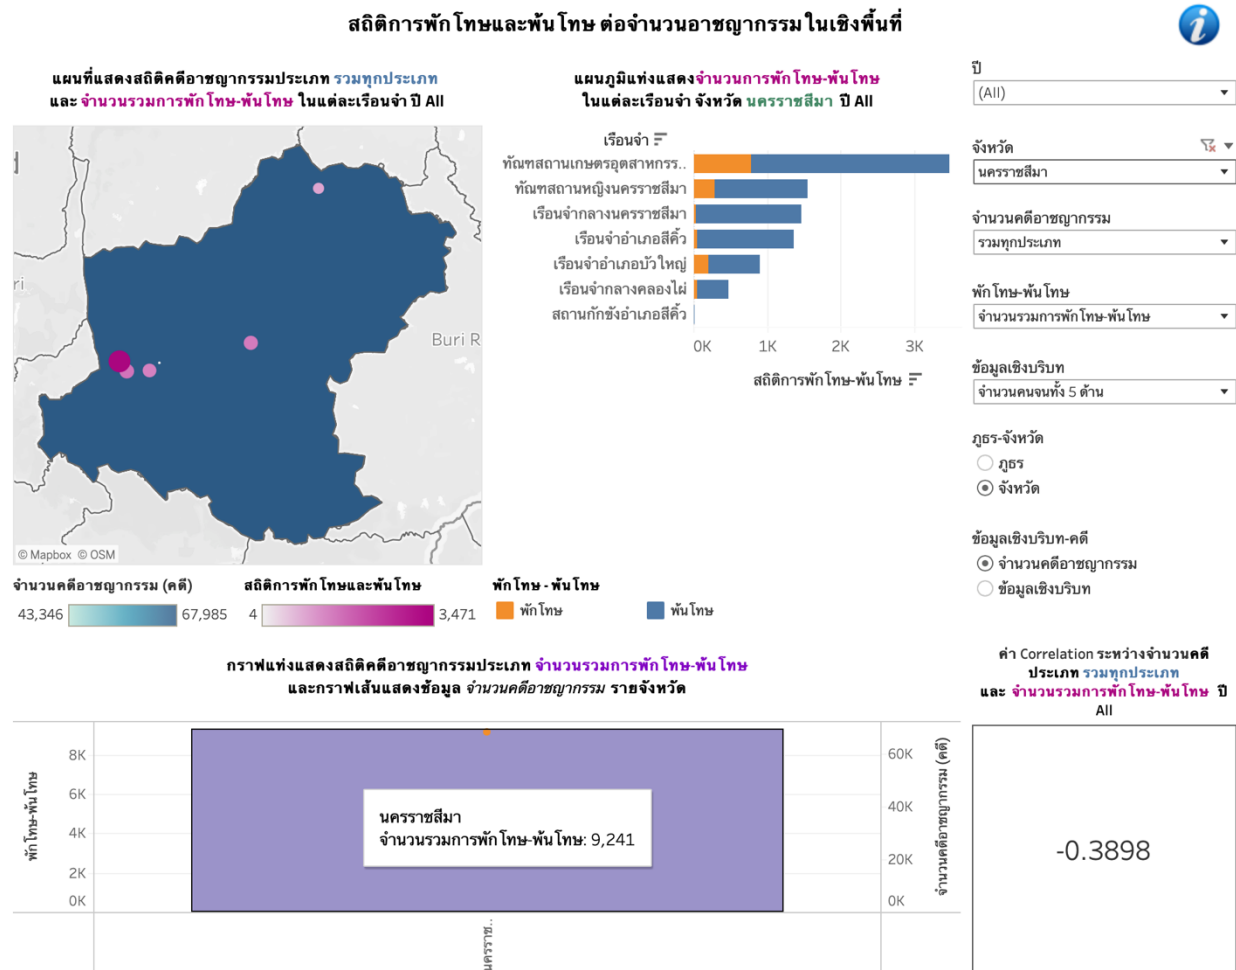 สถิติการพักโทษและพ้นโทษ ต่อจำนวนอาชญากรรมในเชิงพื้นที่
i
แผนที่แสดงสถิติคดีอาชญากรรมประเภท รวมทุกประเภท
และ จำนวนรวมการพักโทษ-พ้นโทษ ในแต่ละเรือนจำ ปี All
Buri R
© Mapbox © OSM
จำนวนคดีอาชญากรรม (คดี)
43,346
67,985
สถิติการพักโทษและพ้นโทษ
4
3,471
แผนภูมิแท่งแสดงจำนวนการพักโทษ-พ้นโทษ
ในแต่ละเรือนจำ จังหวัด นครราชสีมา ปี All
เรือนจำ
ทัณฑสถานเกษตรอุตสาหกรร..
ทัณฑสถานหญิงนครราชสีมา
เรือนจำกลางนครราชสีมา
เรือนจำอำเภอสีคิ้ว
เรือนจำอำเภอบัวใหญ่
เรือนจำกลางคลองไผ่
สถานกักขังอำเภอสีคิ้ว
0K 1K 2K 3K
สถิติการพักโทษ-พ้นโทษ
พักโทษ - พ้นโทษ
พักโทษ
พ้นโทษ
ปี
(All)
จังหวัด
นครราชสีมา
จำนวนคดีอาชญากรรม
รวมทุกประเภท
พักโทษ-พ้นโทษ
จำนวนรวมการพักโทษ-พ้นโทษ
ข้อมูลเชิงบริบท
จำนวนคนจนทั้ง 5 ด้าน
ภูธร-จังหวัด
ภูธร
จังหวัด
ข้อมูลเชิงบริบท-คดี
จำนวนคดีอาชญากรรม
ข้อมูลเชิงบริบท
กราฟแท่งแสดงสถิติคดีอาชญากรรมประเภท จำนวนรวมการพักโทษ-พ้นโทษ
และกราฟเส้นแสดงข้อมูล จำนวนคดีอาชญากรรม รายจังหวัด
พักโทษ-พ้นโทษ
8K
6K
4K
2K
0K
นครราชสีมา
จำนวนรวมการพักโทษ-พ้นโทษ: 9,241
60K
40K
20K
0K
จำนวนคดีอาชญากรรม (คดี)
นครราช..
ค่า Correlation ระหว่างจำนวนคดี
ประเภท รวมทุกประเภท
และ จำนวนรวมการพักโทษ-พ้นโทษ ปี
All
-0.3898